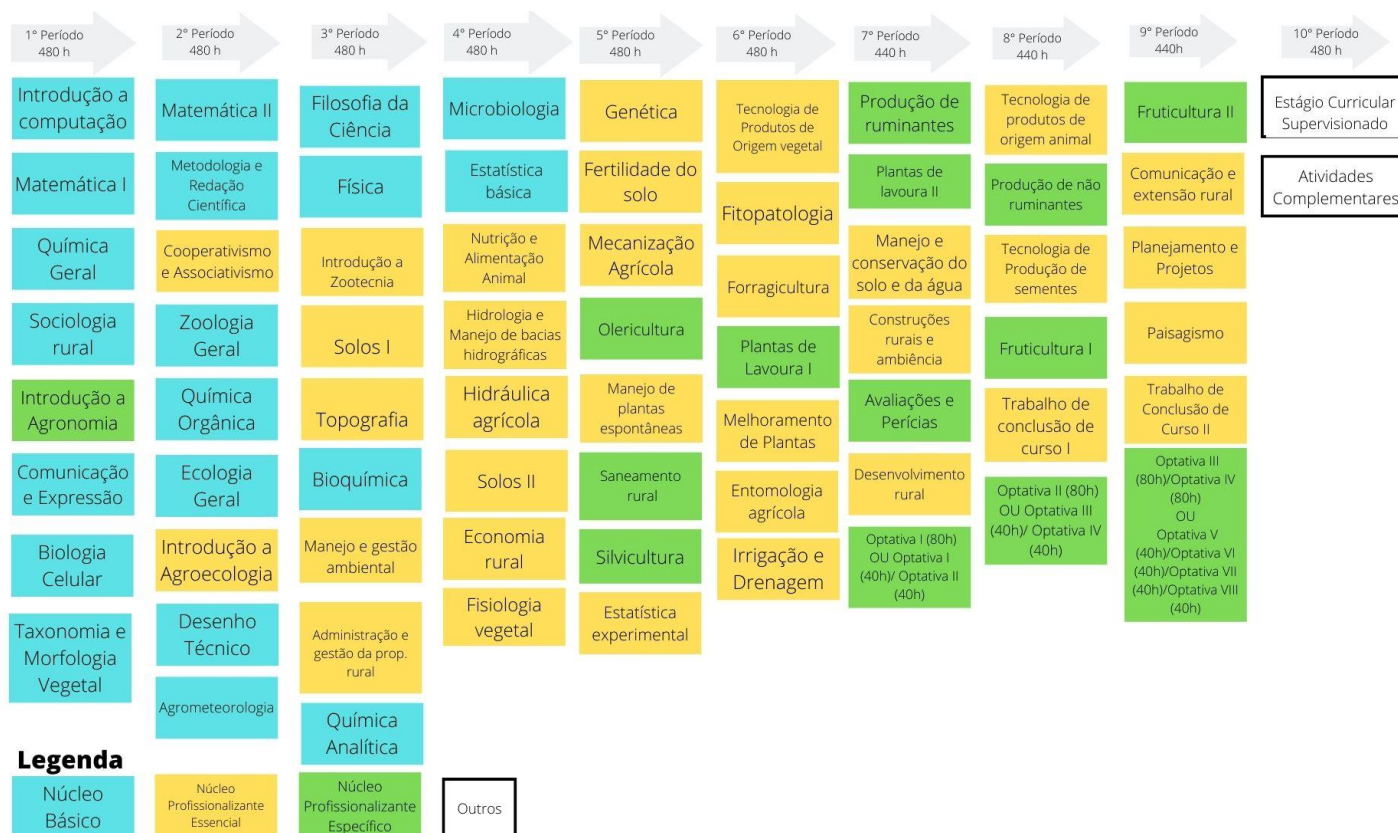 1° Período
480 h
2° Período
480 h
3° Período
480 h
4° Período
480 h
5° Período
480 h
6° Período
480 h
7° Período
440 h
8° Período
440 h
9° Período
440h
10° Período
480 h
Introdução a
computação
Matemática I
Química
Geral
Sociologia
rural
Introdução a
Agronomia
Comunicação
e Expressão
Biologia
Celular
Taxonomia e
Morfologia
Vegetal
Matemática II
Metodologia e
Redação
Científica
Cooperativismo
e Associativismo
Zoologia
Geral
Química
Orgânica
Ecologia
Geral
Introdução a
Agroecologia
Desenho
Técnico
Agrometeorologia
Filosofia da
Ciência
Física
Introdução a
Zootecnia
Solos I
Topografia
Bioquímica
Manejo e gestão
ambiental
Administração e
gestão da prop.
rural
Química
Analítica
Microbiologia
Estatística
básica
Nutrição e
Alimentação
Animal
Hidrologia e
Manejo de bacias
hidrográficas
Hidráulica
agrícola
Solos II
Economia
rural
Fisiologia
vegetal
Genética
Fertilidade do
solo
Mecanização
Agrícola
Olericultura
Manejo de
plantas
espontâneas
Saneamento
rural
Silvicultura
Estatística
experimental
Tecnologia de
Produtos de
Origem vegetal
Fitopatologia
Forragicultura
Plantas de
Lavoura I
Melhoramento
de Plantas
Entomologia
agrícola
Irrigação e
Drenagem
Produção de
ruminantes
Plantas de
lavoura II
Manejo e
conservação do
solo e da água
Construções
rurais e
ambiência
Avaliações e
Perícias
Desenvolvimento
rural
Optativa I (80h)
OU Optativa I
(40h)/ Optativa II
(40h)
Tecnologia de
produtos de
origem animal
Produção de não
ruminantes
Tecnologia de
Produção de
sementes
Fruticultura I
Trabalho de
conclusão de
curso I
Optativa II (80h)
OU Optativa III
(40h)/ Optativa IV
(40h)
Fruticultura II
Comunicação e
extensão rural
Planejamento e
Projetos
Paisagismo
Trabalho de
Conclusão de
Curso II
Optativa III
(80h)/Optativa IV
(80h)
OU
Optativa V
(40h)/Optativa VI
(40h)/Optativa VII
(40h)/Optativa VIII
(40h)
Estágio Curricular
Supervisionado
Atividades
Complementares
Legenda
Núcleo
Básico
Núcleo
Profissionalizante
Essencial
Núcleo
Profissionalizante
Específico
Outros